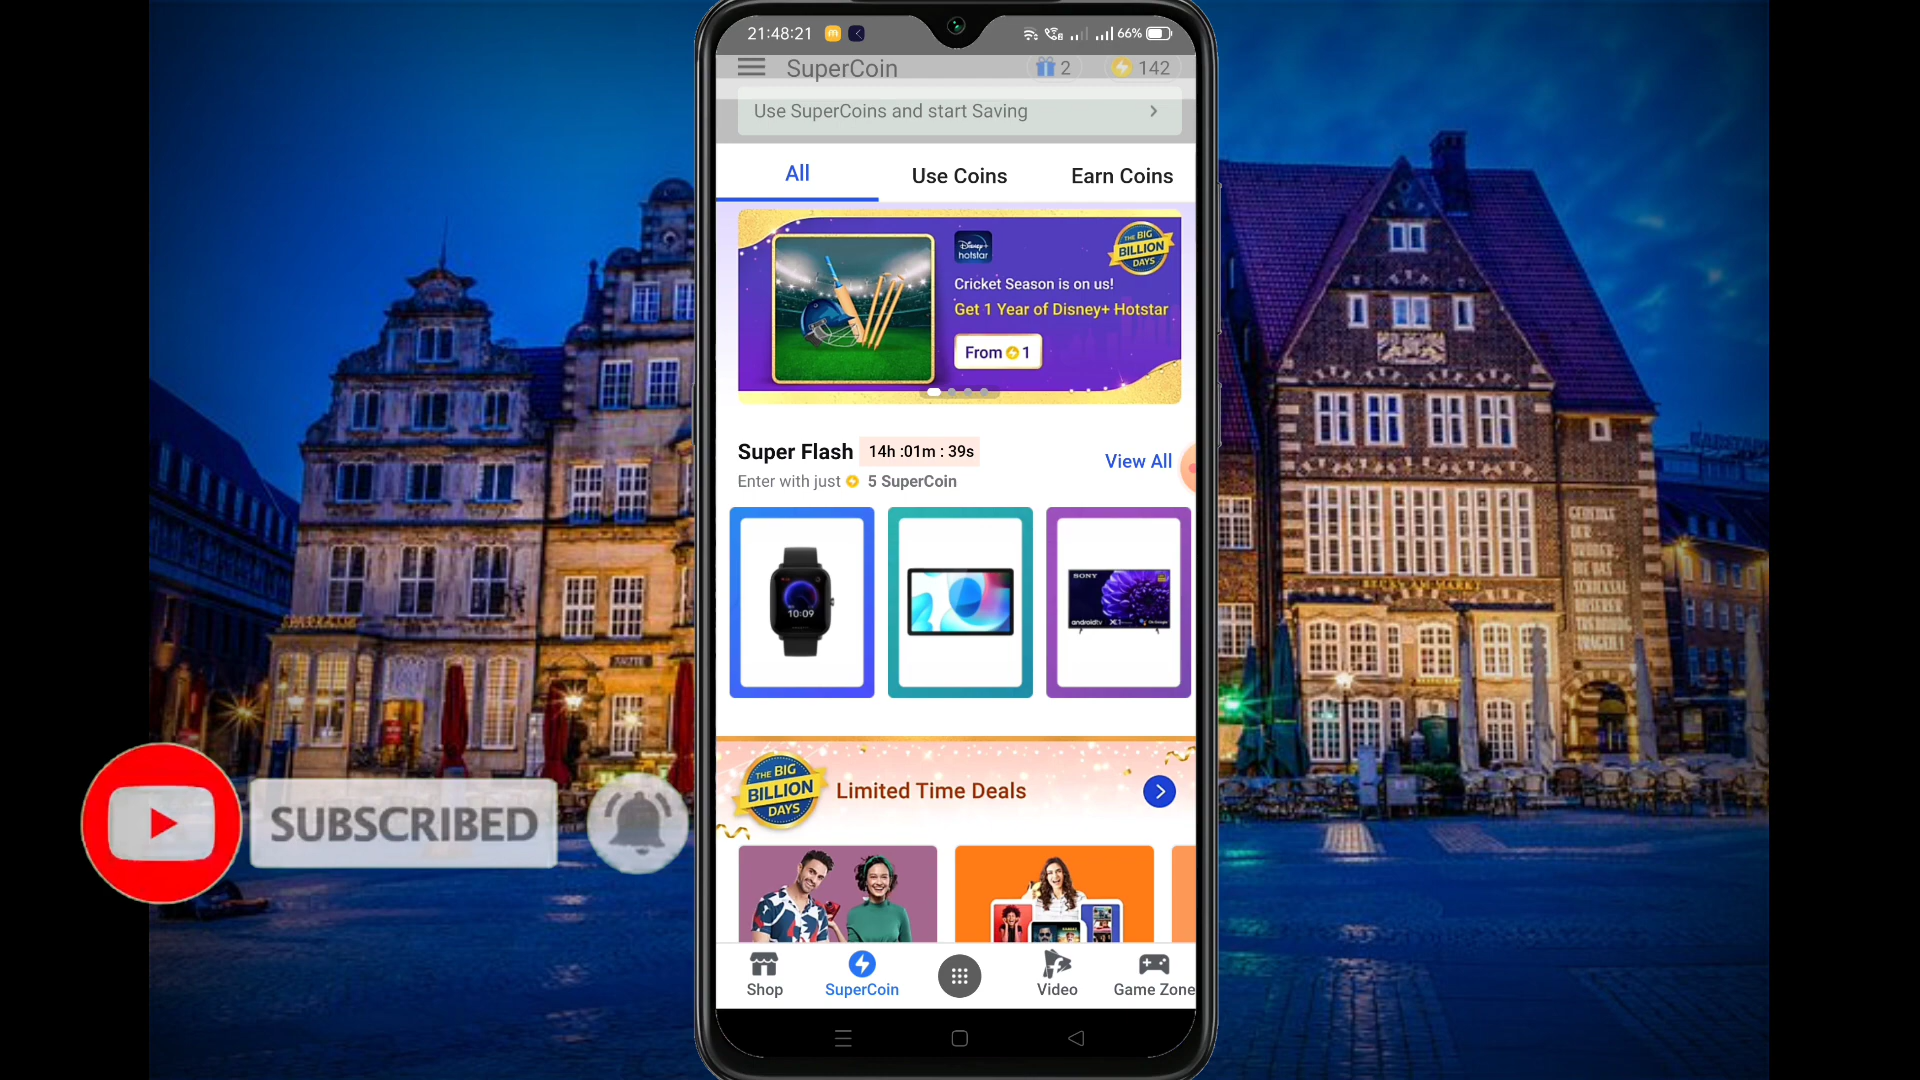 21:48:21
66%
SuperCoin
2
142
Use SuperCoins and start Saving
All
Use Coins
Earn Coins
Disney+
hotstar
THE BIG
BILLION
DAYS
Cricket Season is on us!
Get 1 Year of Disney+ Hotstar
From 1
Super Flash 14h :01m : 39s
View All
Enter with just 5 SuperCoin
10:09
SONY
androidtv
THE BIG
BILLION
DAYS
Limited Time Deals
SUBSCRIBED
Shop
SuperCoin
Video
Game Zone